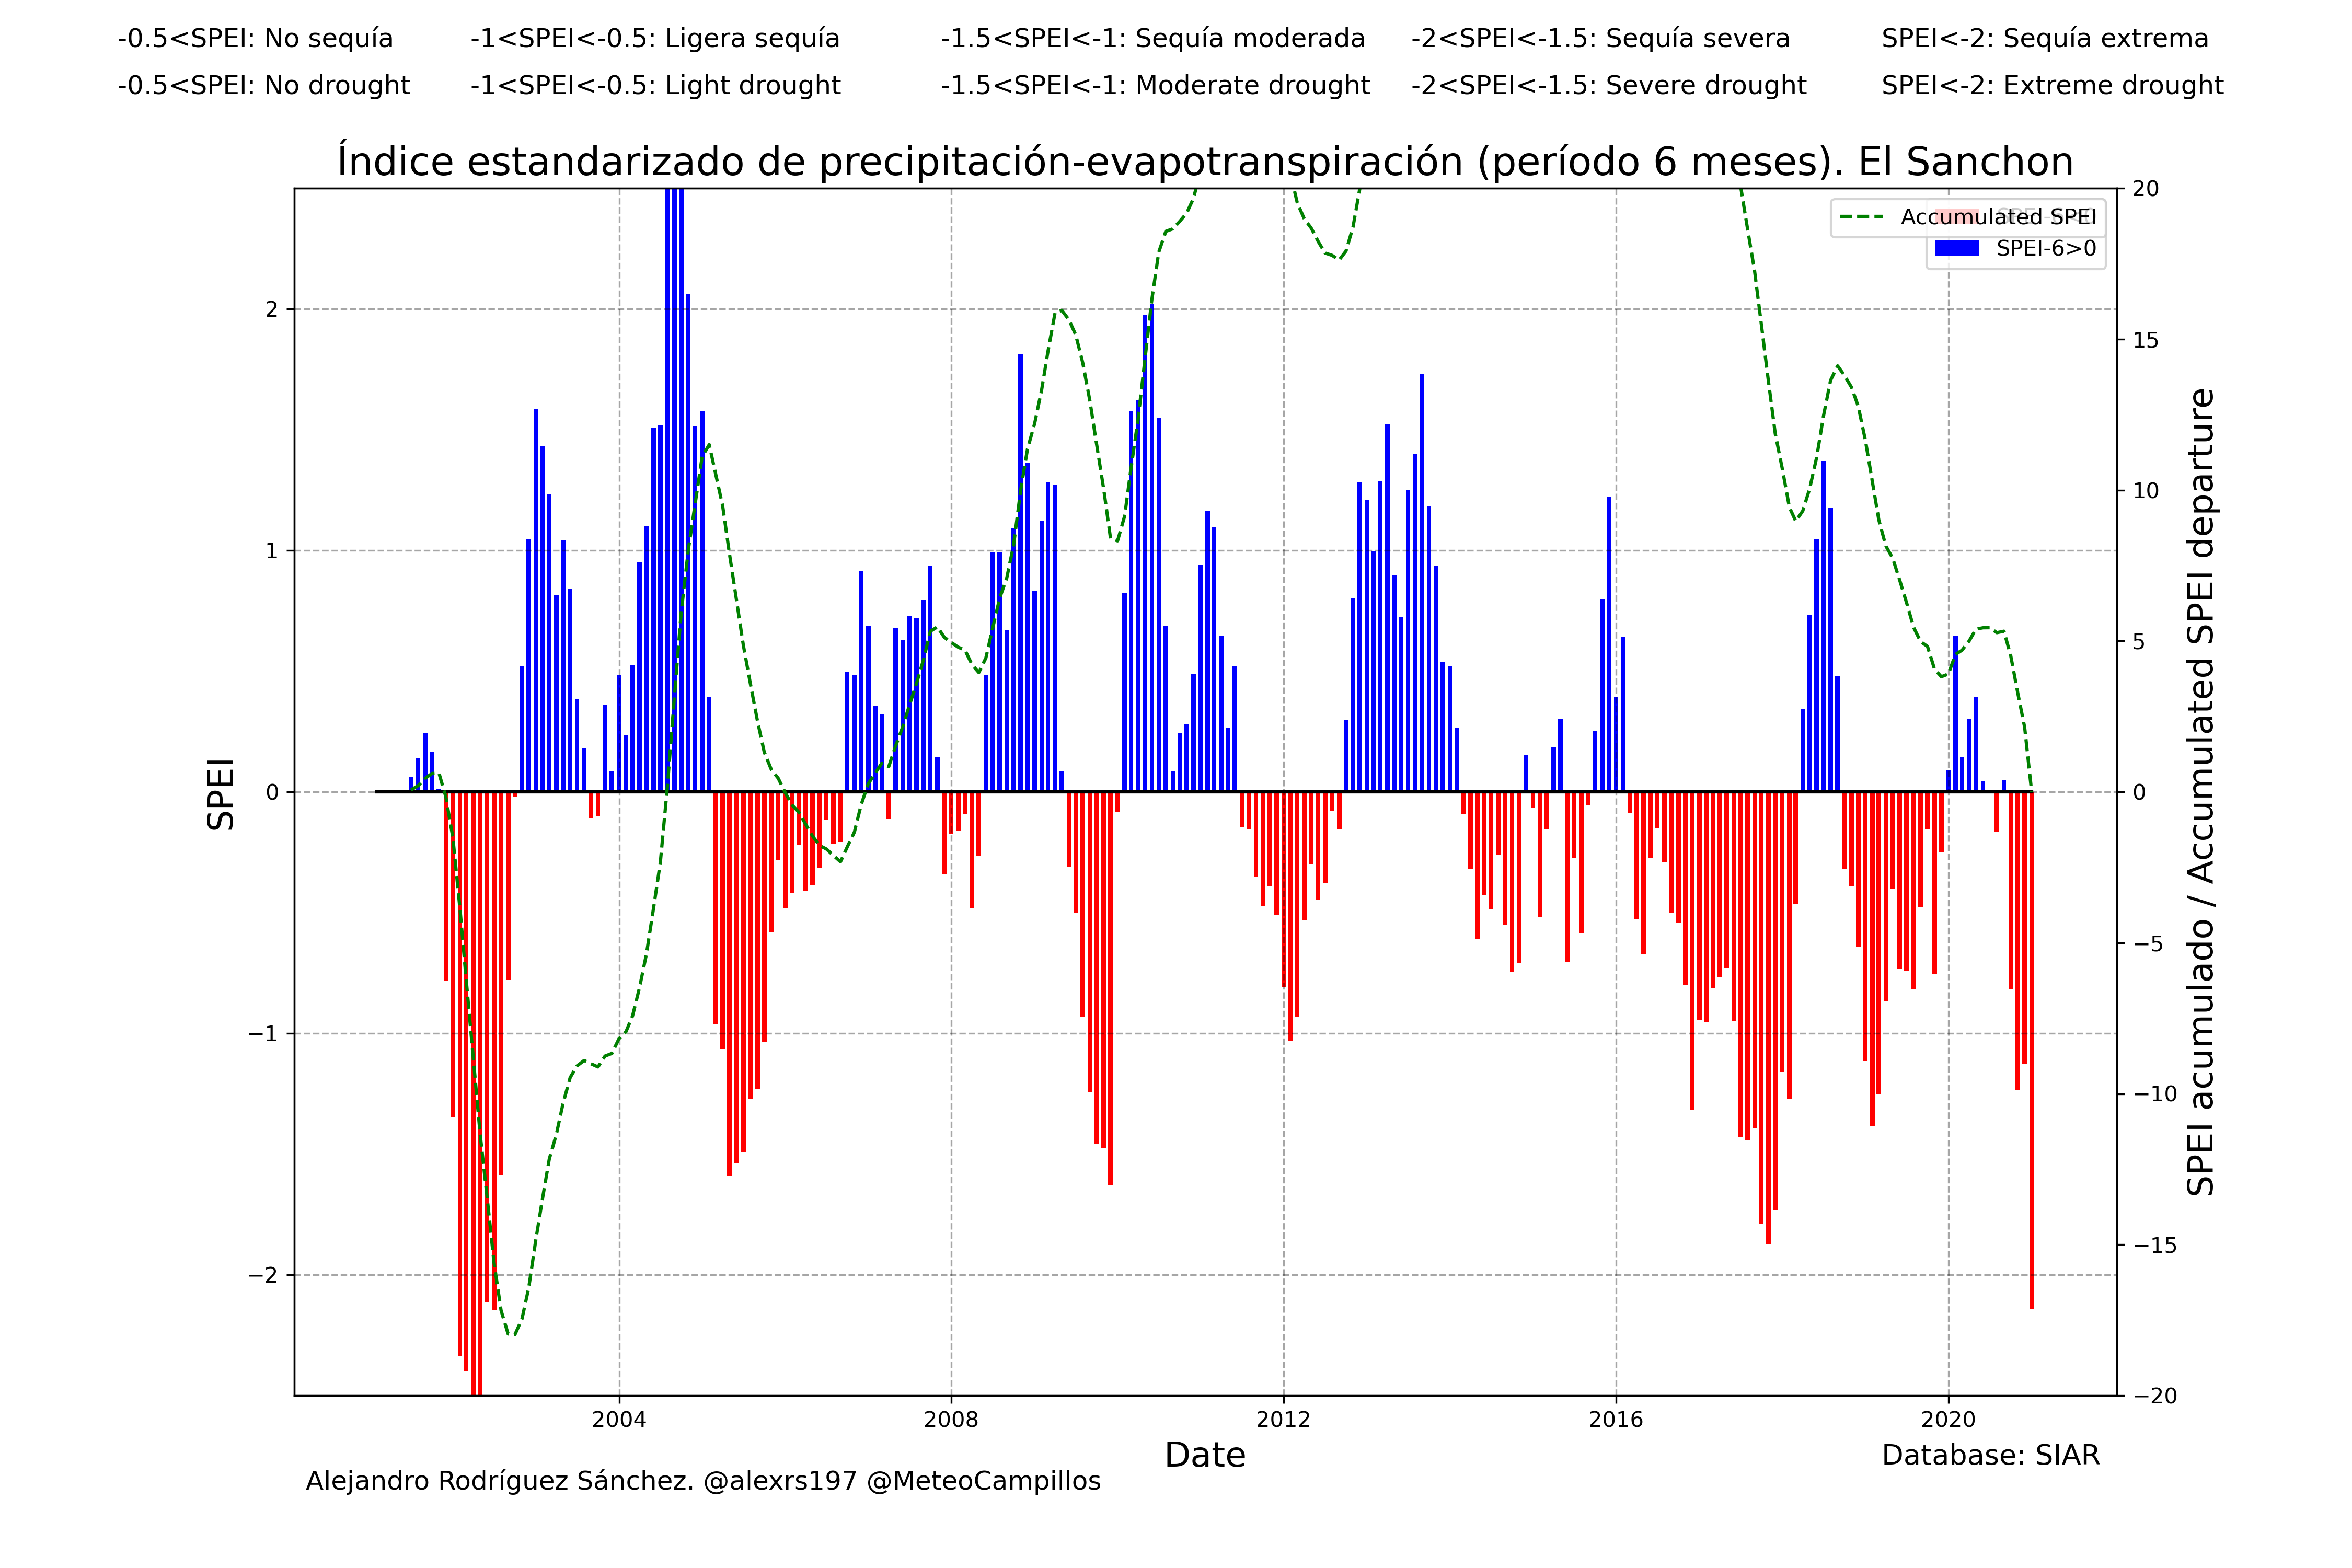 -0.5<SPEI: No sequía -1<SPEI<-0.5: Ligera sequía -1.5<SPEI<-1: Sequía moderada -2<SPEI<-1.5: Sequía severa SPEI<-2: Sequía extrema
-0.5<SPEI: No drought -1<SPEI<-0.5: Light drought -1.5<SPEI<-1: Moderate drought -2<SPEI<-1.5: Severe drought SPEI<-2: Extreme drought
Índice estandarizado de precipitación-evapotranspiración (período 6 meses). El Sanchon
Accumulated SPEI
SPEI-6>0
SPEI
2
1
0
−1
−2
20
15
10
5
0
−5
−10
−15
−20
SPEI acumulado / Accumulated SPEI departure
2004 2008 2012 2016 2020
Date
Database: SIAR
Alejandro Rodríguez Sánchez. @alexrs197 @MeteoCampillos